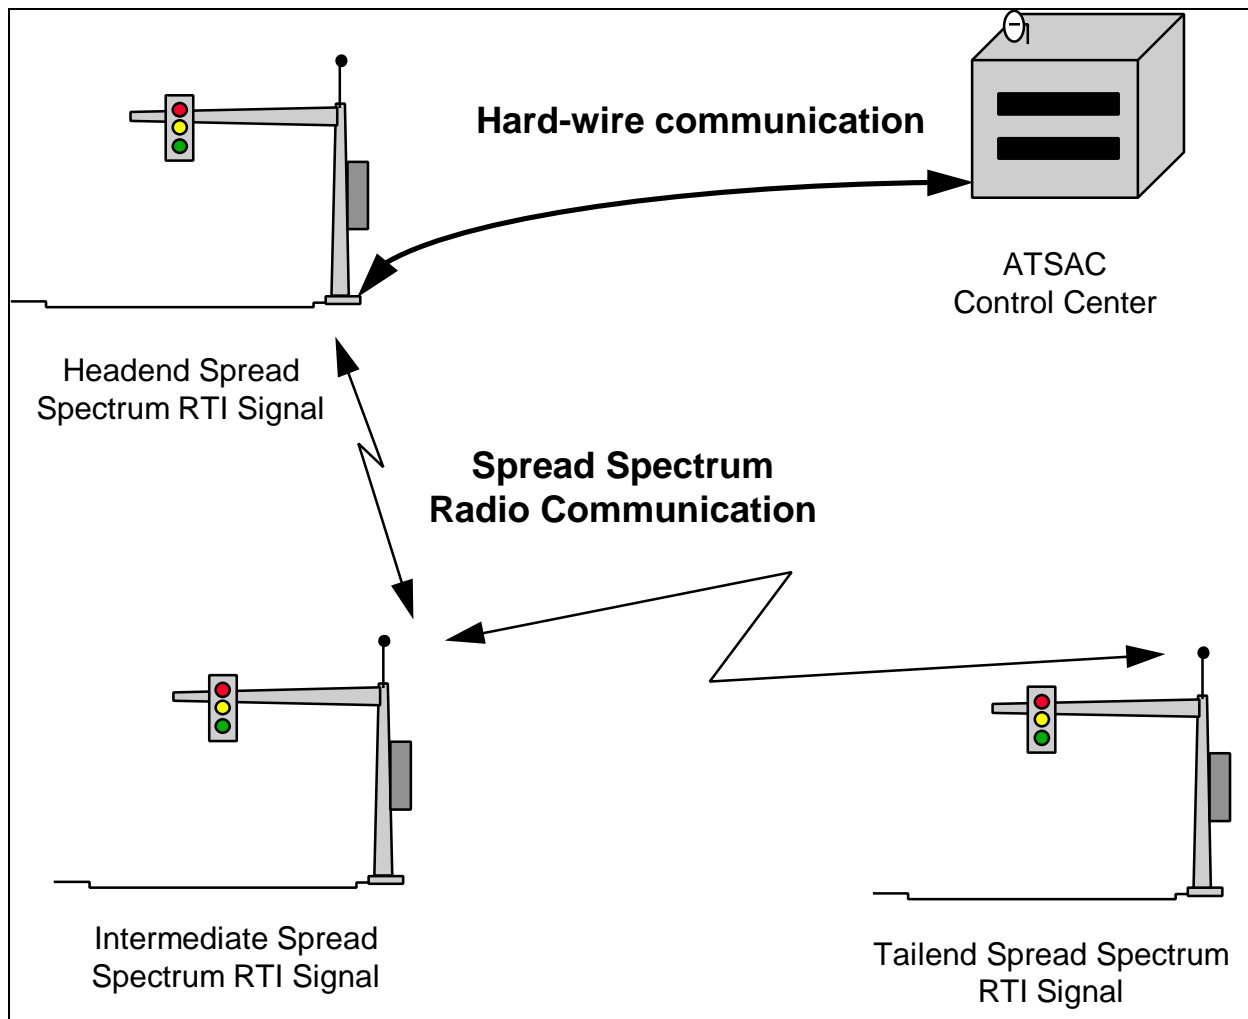 Hard-wire communication
ATSAC
Control Center
Headend Spread
Spectrum RTI Signal
Spread Spectrum
Radio Communication
Intermediate Spread
Spectrum RTI Signal
Tailend Spread Spectrum
RTI Signal